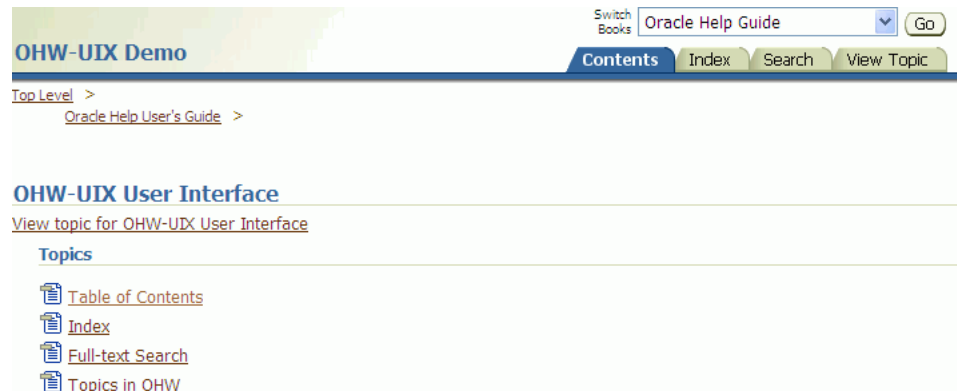 Switch Books Oracle Help Guide Go
OHW-UIX Demo
Contents Index Search View Topic
Top Level >
Oracle Help User's Guide >
OHW-UIX User Interface
View topic for OHW-UIX User Interface
Topics
Table of Contents
Index
Full-text Search
Topics in OHW